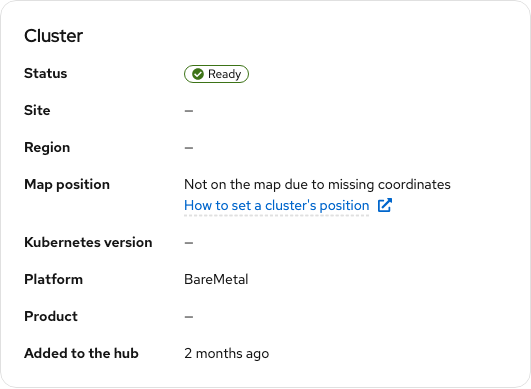 Cluster
Status Ready
Site –
Region –
Map position Not on the map due to missing coordinates
How to set a cluster's position
Kubernetes version –
Platform BareMetal
Product –
Added to the hub 2 months ago